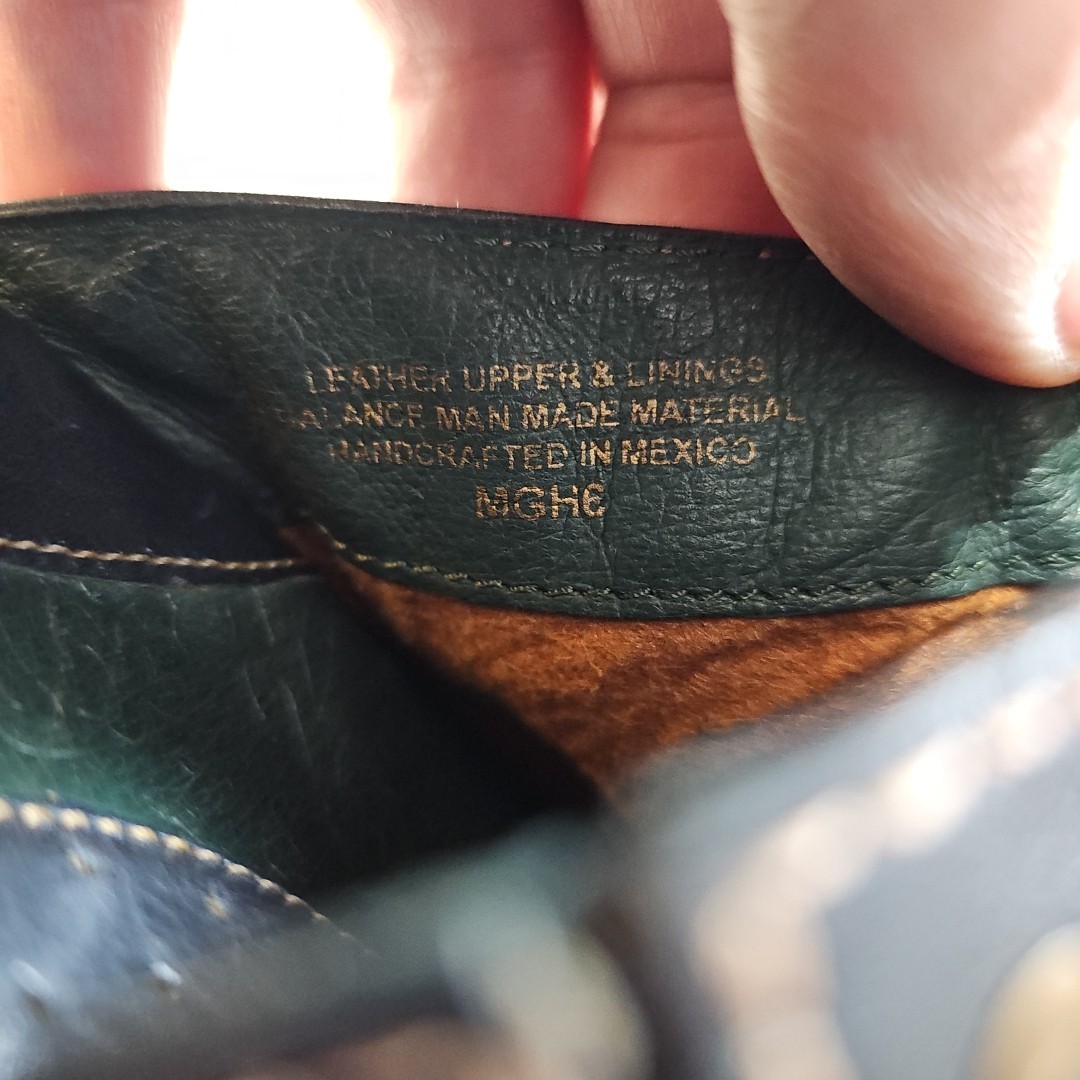 LEATHER UPPER & LININGS
BALANCE MAN MADE MATERIAL
HANDCRAFTED IN MEXICO
MGH6